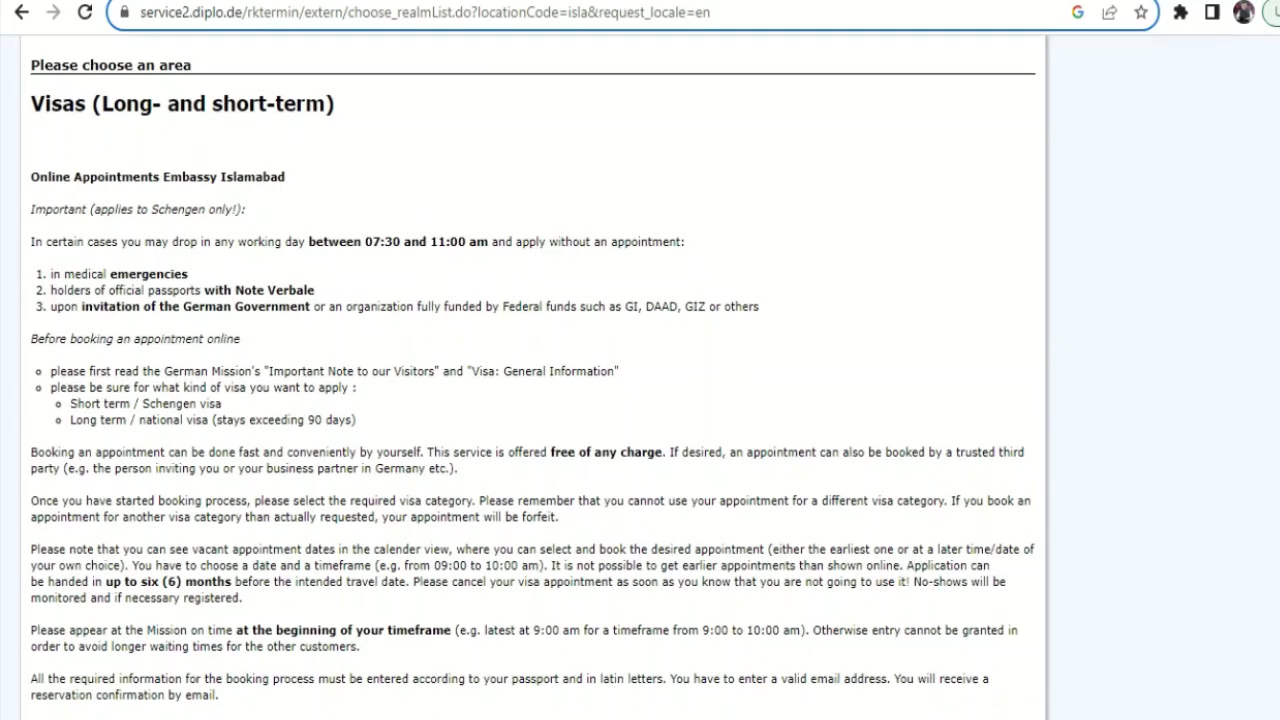 service2.diplo.de/rktermin/extern/choose_realmList.do?locationCode=isla&request_locale=en
Please choose an area
Visas (Long- and short-term)
Online Appointments Embassy Islamabad
Important (applies to Schengen only!):
In certain cases you may drop in any working day between 07:30 and 11:00 am and apply without an appointment:
1. in medical emergencies
2. holders of official passports with Note Verbale
3. upon invitation of the German Government or an organization fully funded by Federal funds such as GI, DAAD, GIZ or others
Before booking an appointment online
please first read the German Mission's "Important Note to our Visitors" and "Visa: General Information"
please be sure for what kind of visa you want to apply :
Short term / Schengen visa
Long term / national visa (stays exceeding 90 days)
Booking an appointment can be done fast and conveniently by yourself. This service is offered free of any charge. If desired, an appointment can also be booked by a trusted third
party (e.g. the person inviting you or your business partner in Germany etc.).
Once you have started booking process, please select the required visa category. Please remember that you cannot use your appointment for a different visa category. If you book an
appointment for another visa category than actually requested, your appointment will be forfeit.
Please note that you can see vacant appointment dates in the calender view, where you can select and book the desired appointment (either the earliest one or at a later time/date of
your own choice). You have to choose a date and a timeframe (e.g. from 09:00 to 10:00 am). It is not possible to get earlier appointments than shown online. Application can
be handed in up to six (6) months before the intended travel date. Please cancel your visa appointment as soon as you know that you are not going to use it! No-shows will be
monitored and if necessary registered.
Please appear at the Mission on time at the beginning of your timeframe (e.g. latest at 9:00 am for a timeframe from 9:00 to 10:00 am). Otherwise entry cannot be granted in
order to avoid longer waiting times for the other customers.
All the required information for the booking process must be entered according to your passport and in latin letters. You have to enter a valid email address. You will receive a
reservation confirmation by email.